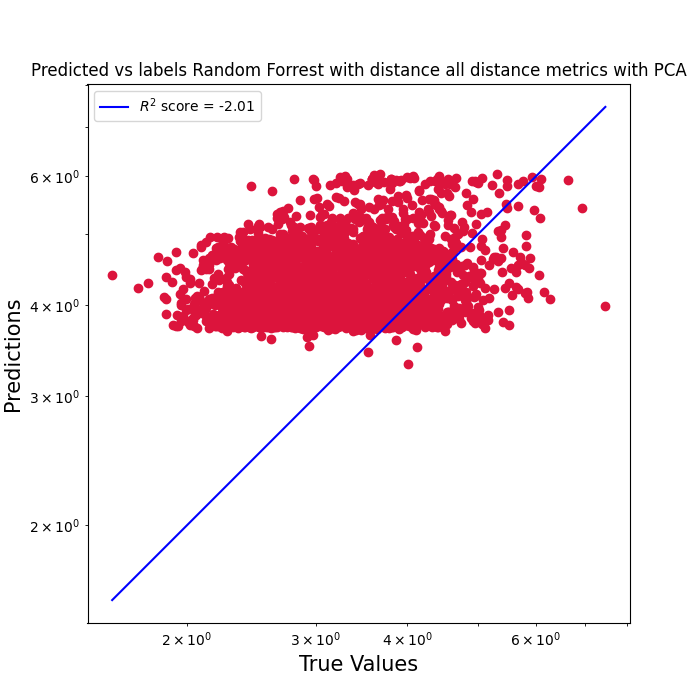 Predicted vs labels Random Forrest with distance all distance metrics with PCA
R² score = -2.01
6 × 10⁰
4 × 10⁰
3 × 10⁰
2 × 10⁰
Predictions
2 × 10⁰
3 × 10⁰
4 × 10⁰
6 × 10⁰
True Values